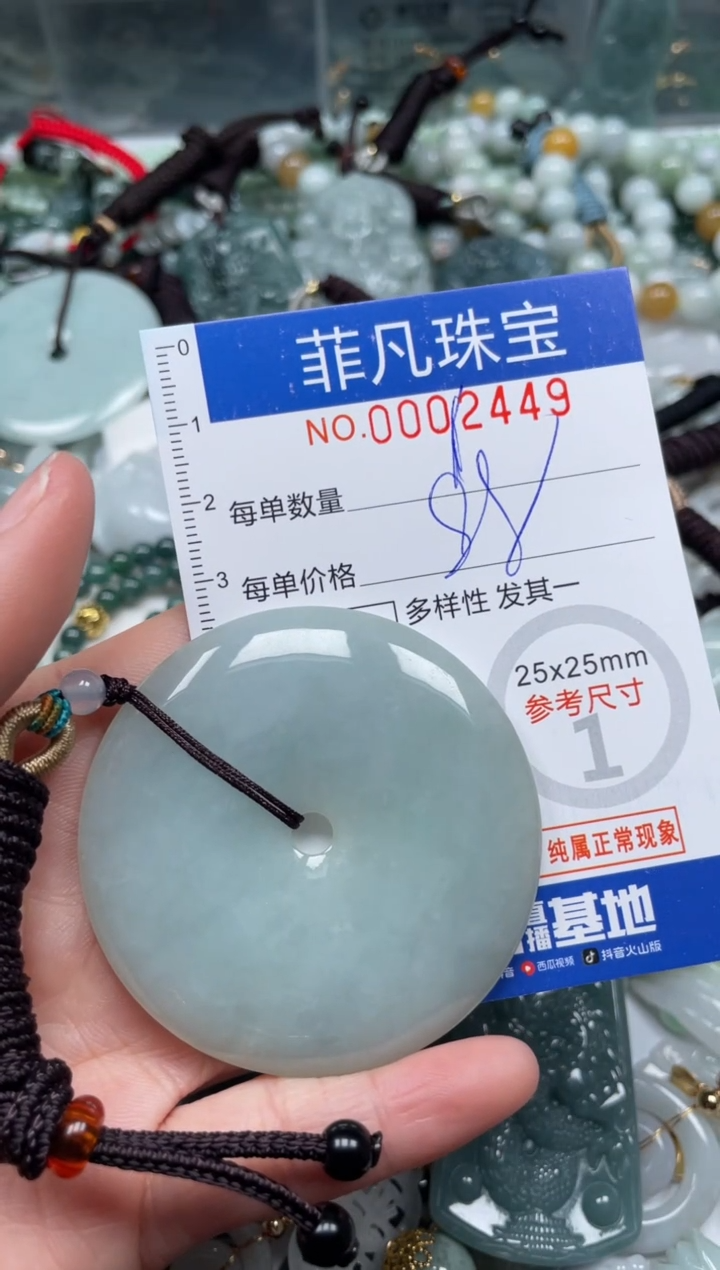 菲凡珠宝
NO.0002449
0
1
2
3
每单数量
每单价格
多样性 发其一
25x25mm
参考尺寸
1
纯属正常现象
播基地
音 西瓜视频 抖音火山版